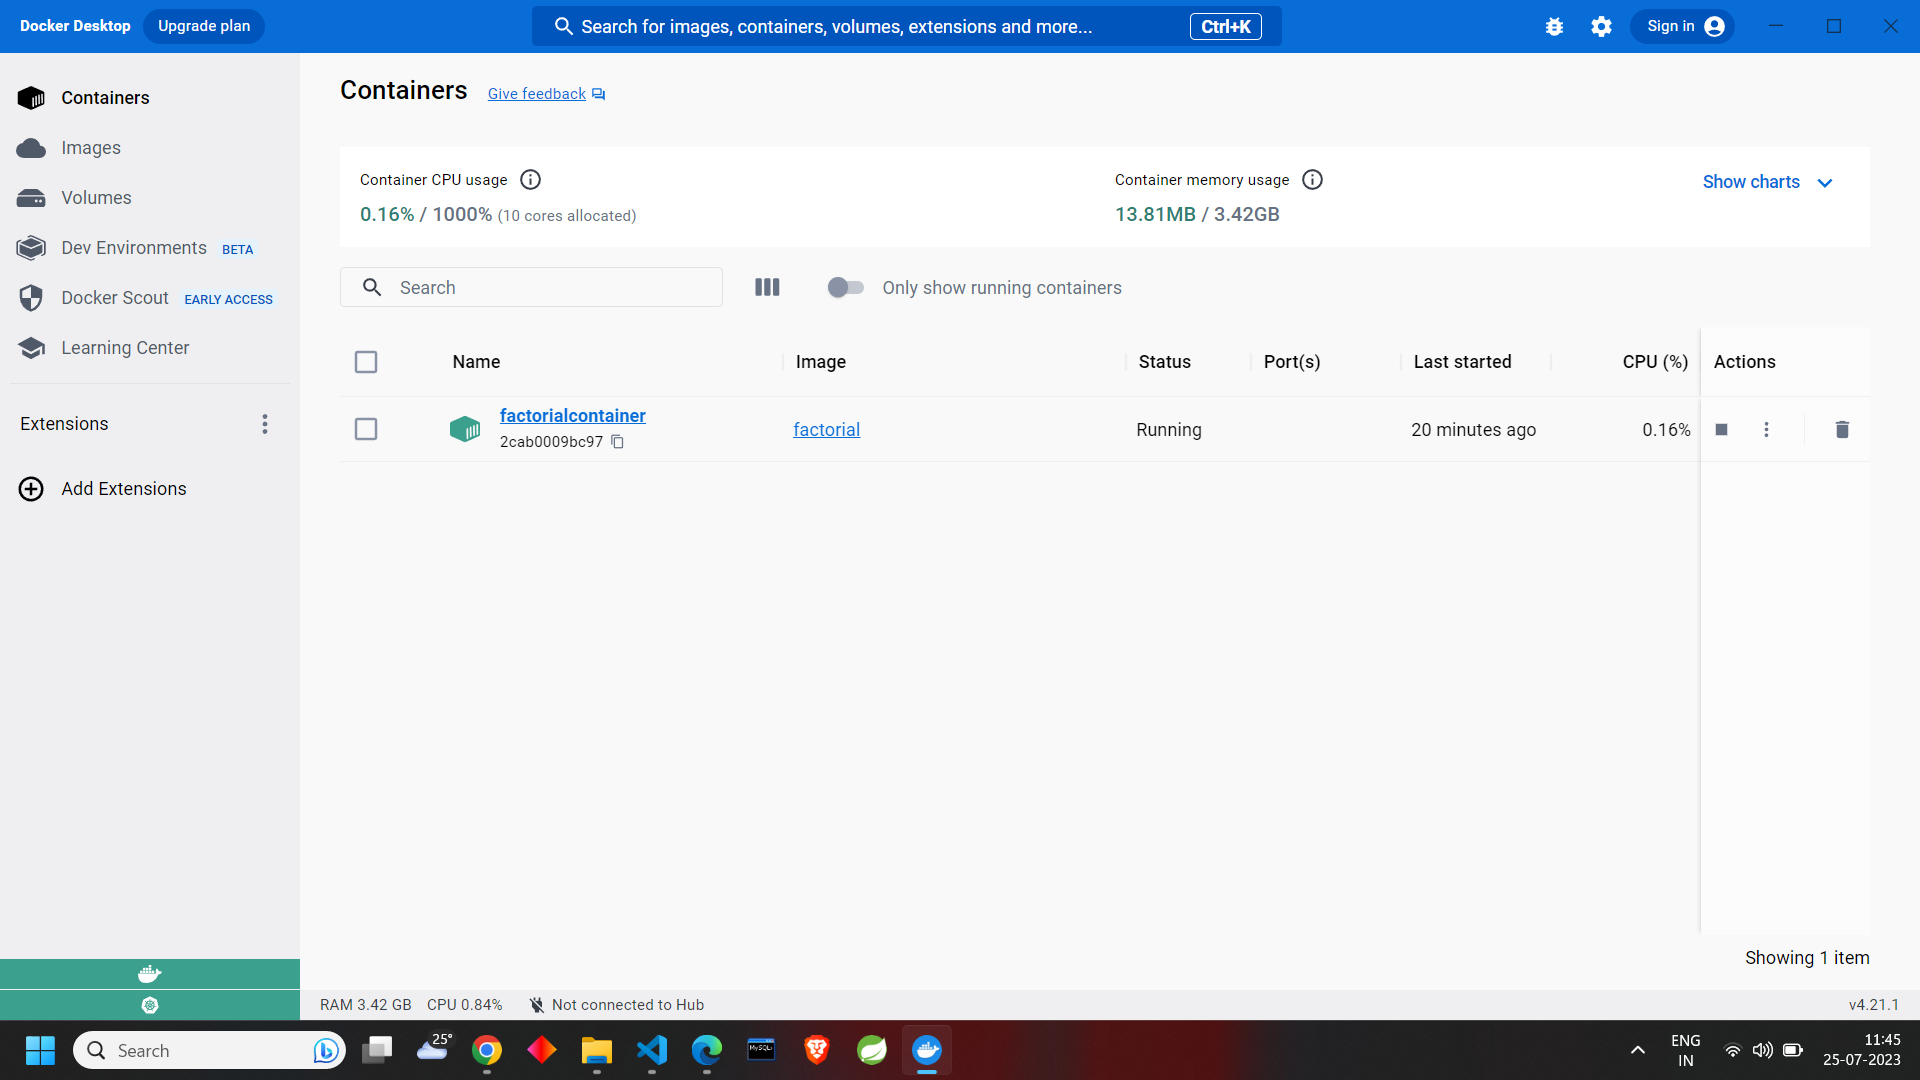 Docker Desktop
Upgrade plan
Search for images, containers, volumes, extensions and more...
Ctrl+K
Sign in
Containers
Images
Volumes
Dev Environments BETA
Docker Scout EARLY ACCESS
Learning Center
Extensions
Add Extensions
Containers
Give feedback
Container CPU usage
0.16% / 1000% (10 cores allocated)
Container memory usage
13.81MB / 3.42GB
Show charts
Search
Only show running containers
Name Image Status Port(s) Last started CPU (%) Actions
factorialcontainer
2cab0009bc97
factorial
Running
20 minutes ago
0.16%
Showing 1 item
RAM 3.42 GB CPU 0.84% Not connected to Hub
v4.21.1
Search
25°
MySQL
ENG
IN
11:45
25-07-2023